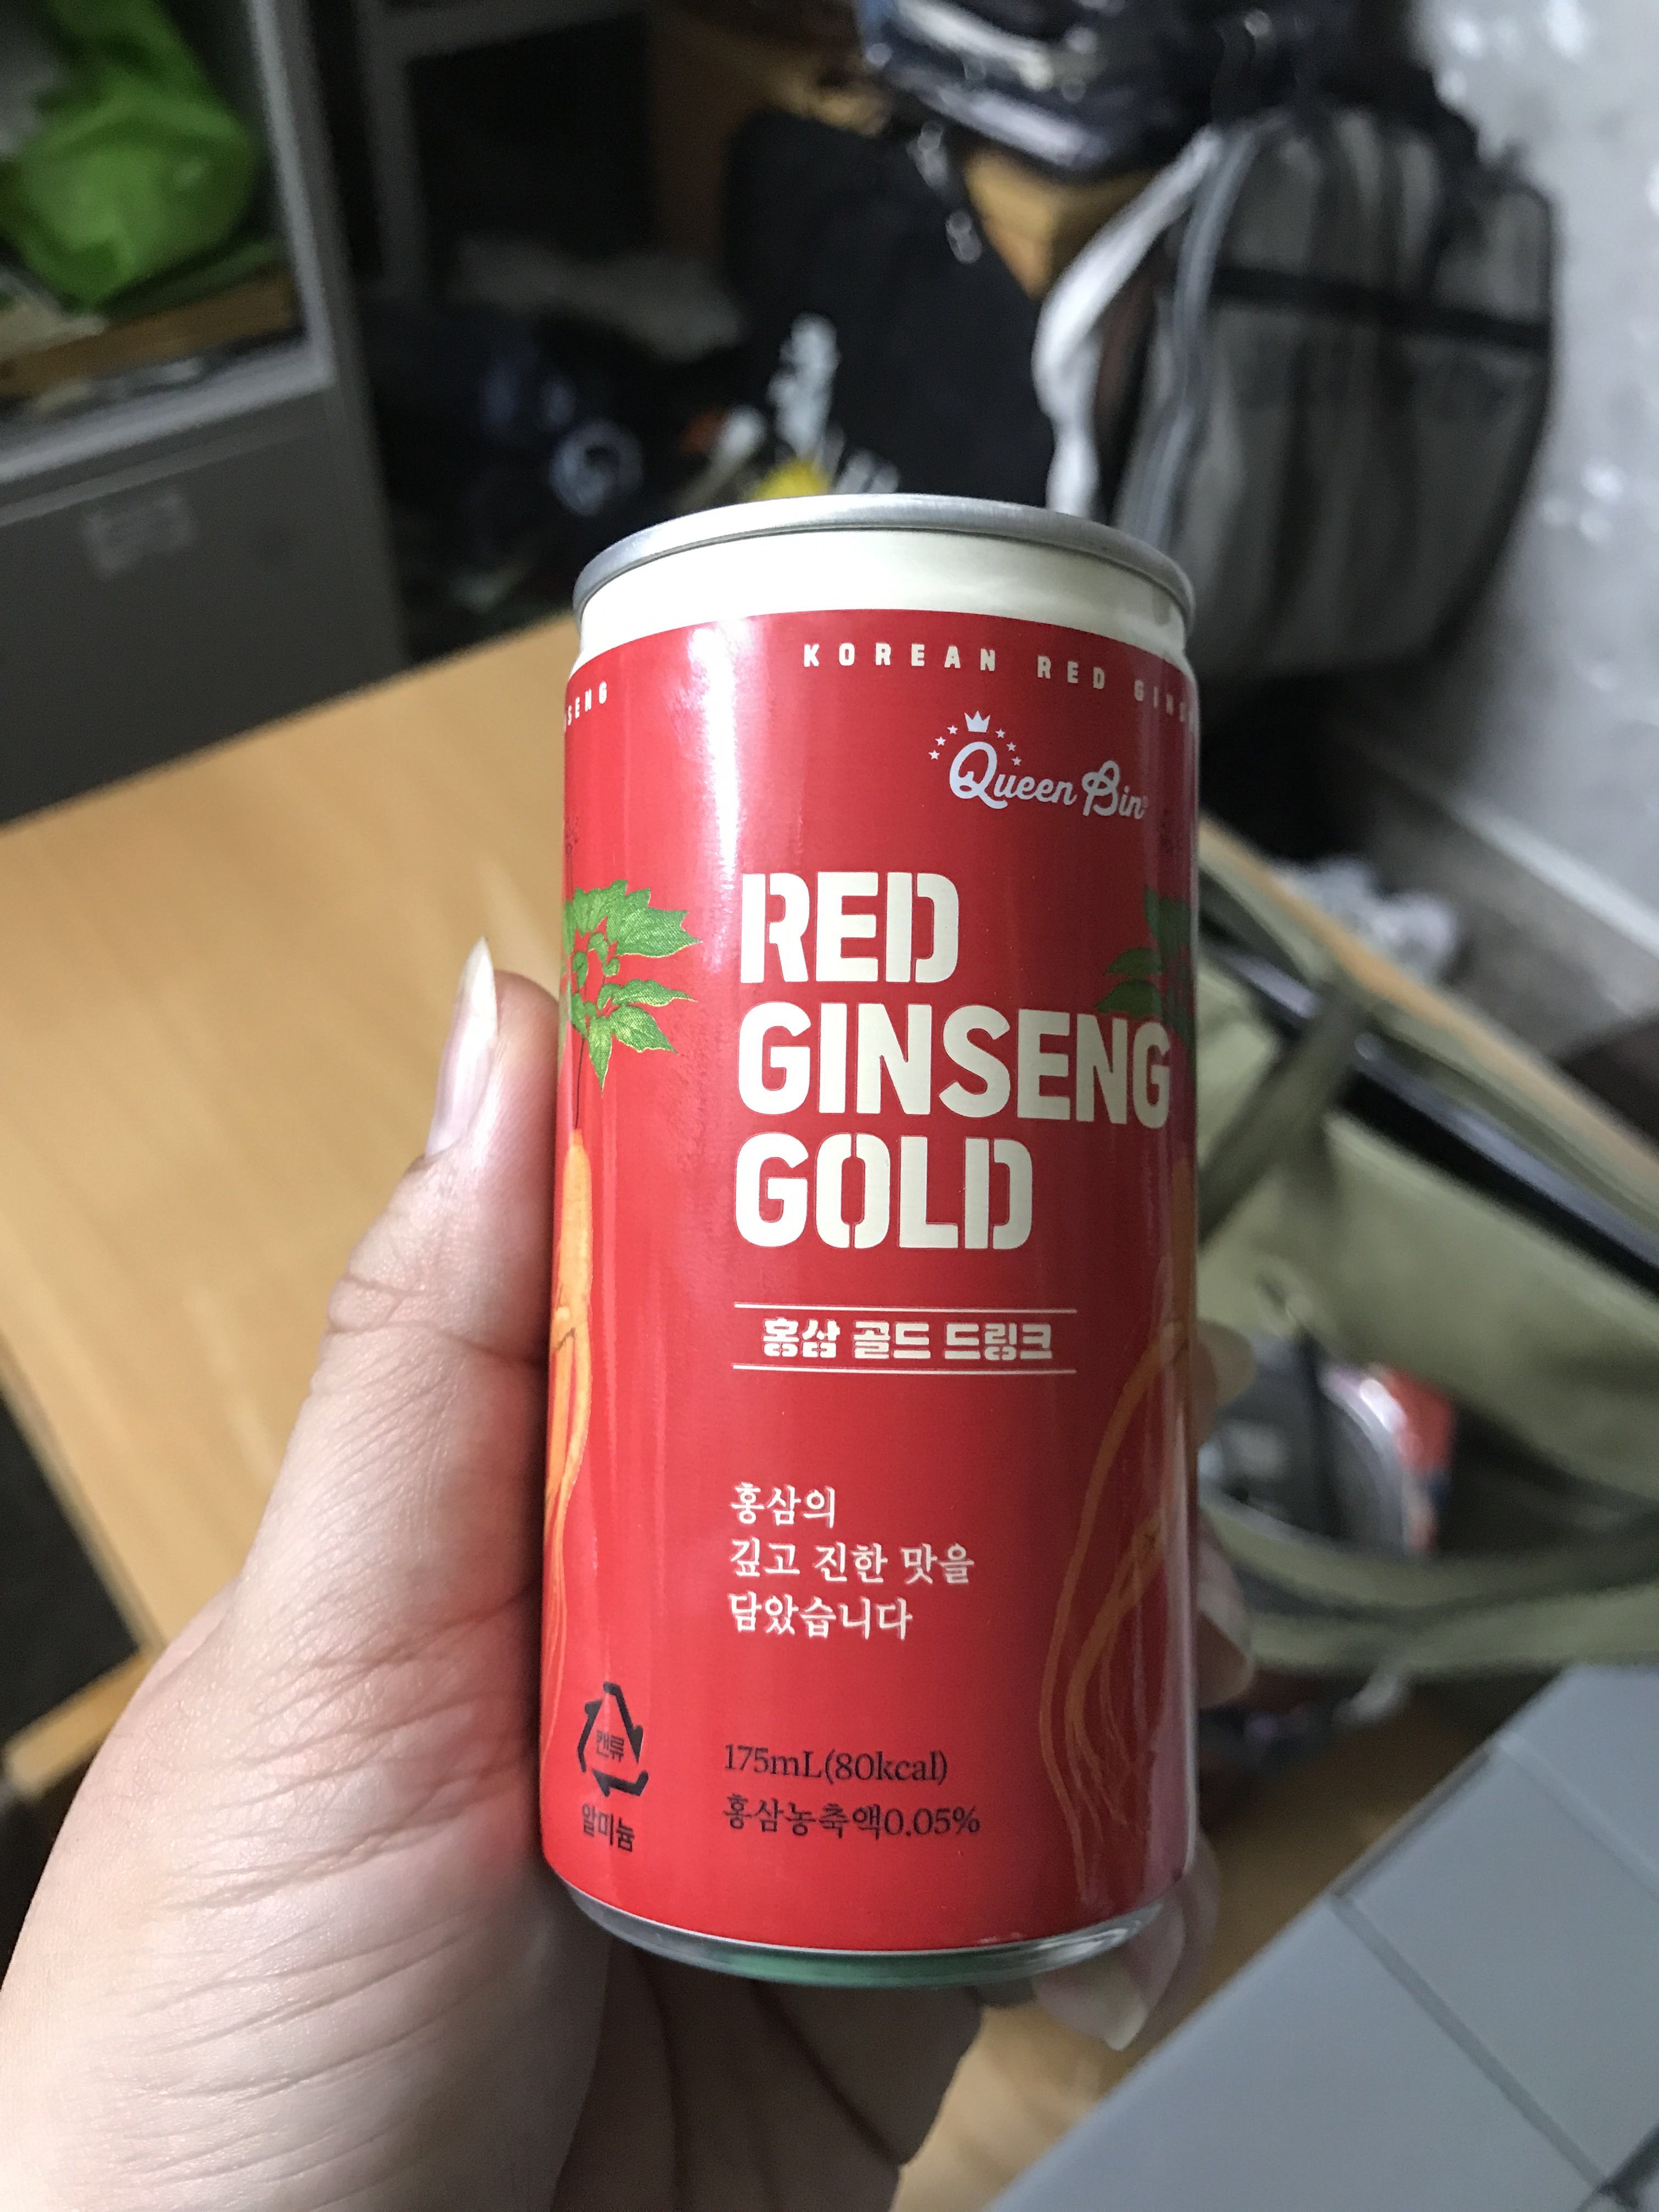 KOREAN RED GINS
SENG
Queen Bin
RED
GINSENG
GOLD
홍삼 골드 드링크
홍삼의
깊고 진한 맛을
담았습니다
캔류
알미늄
175mL(80kcal)
홍삼농축액0.05%